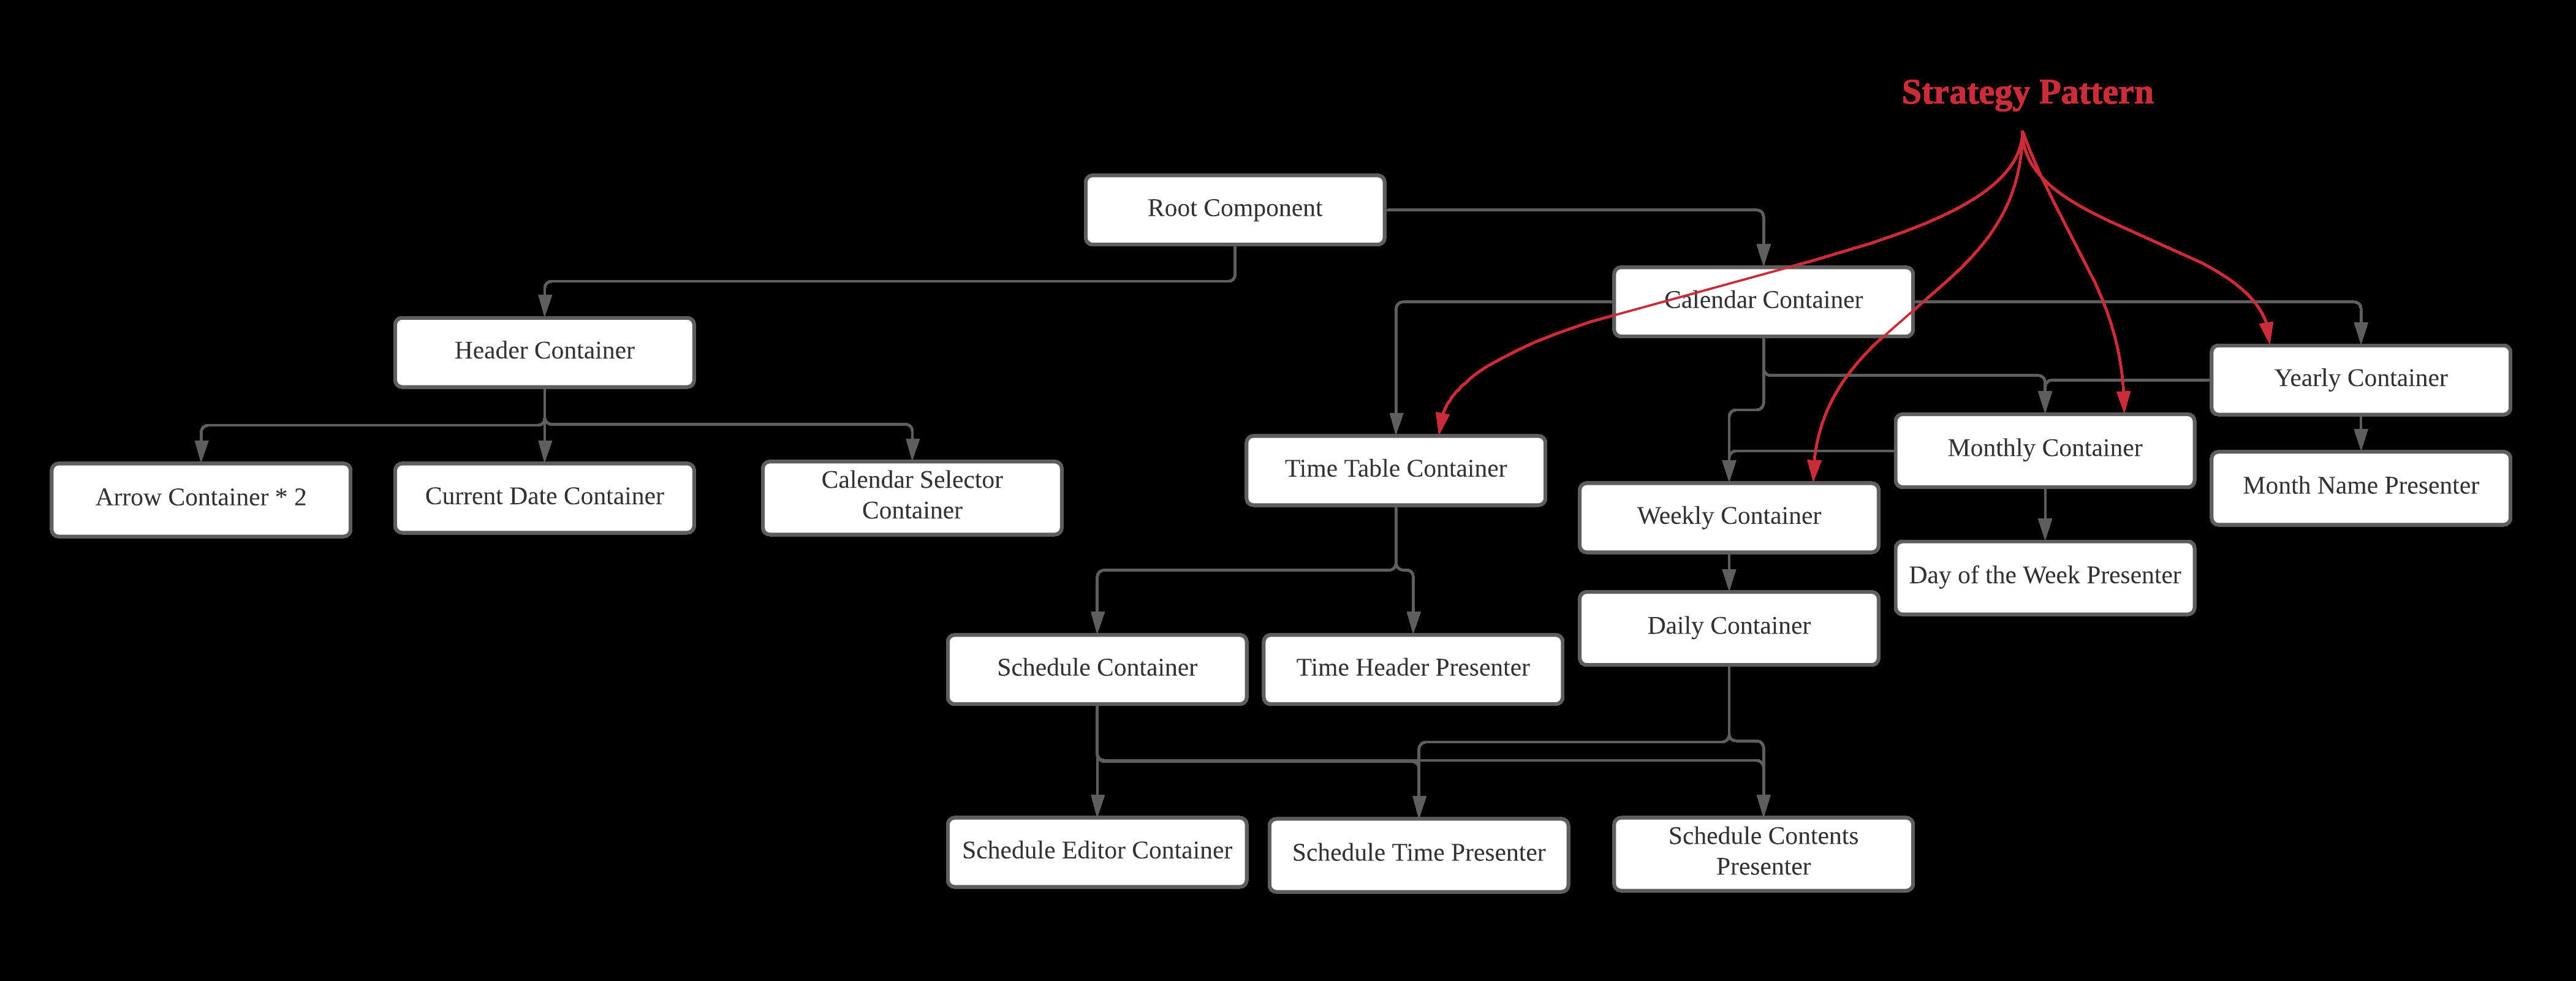 Strategy Pattern
Root Component
Calendar Container
Header Container
Yearly Container
Time Table Container
Monthly Container
Arrow Container * 2
Current Date Container
Calendar Selector
Container
Weekly Container
Month Name Presenter
Day of the Week Presenter
Daily Container
Schedule Container
Time Header Presenter
Schedule Editor Container
Schedule Time Presenter
Schedule Contents
Presenter